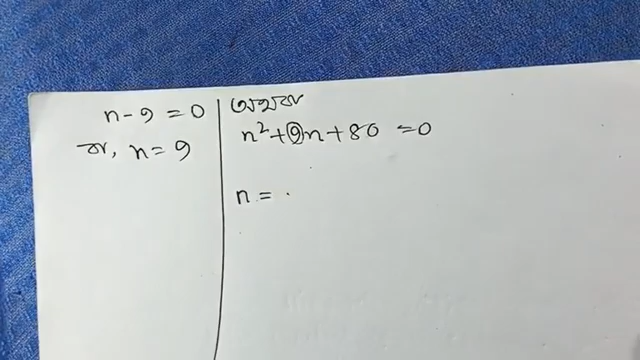 n - 9 = 0
বা, n = 9
অথবা
n² + 9n + 80 = 0
n =